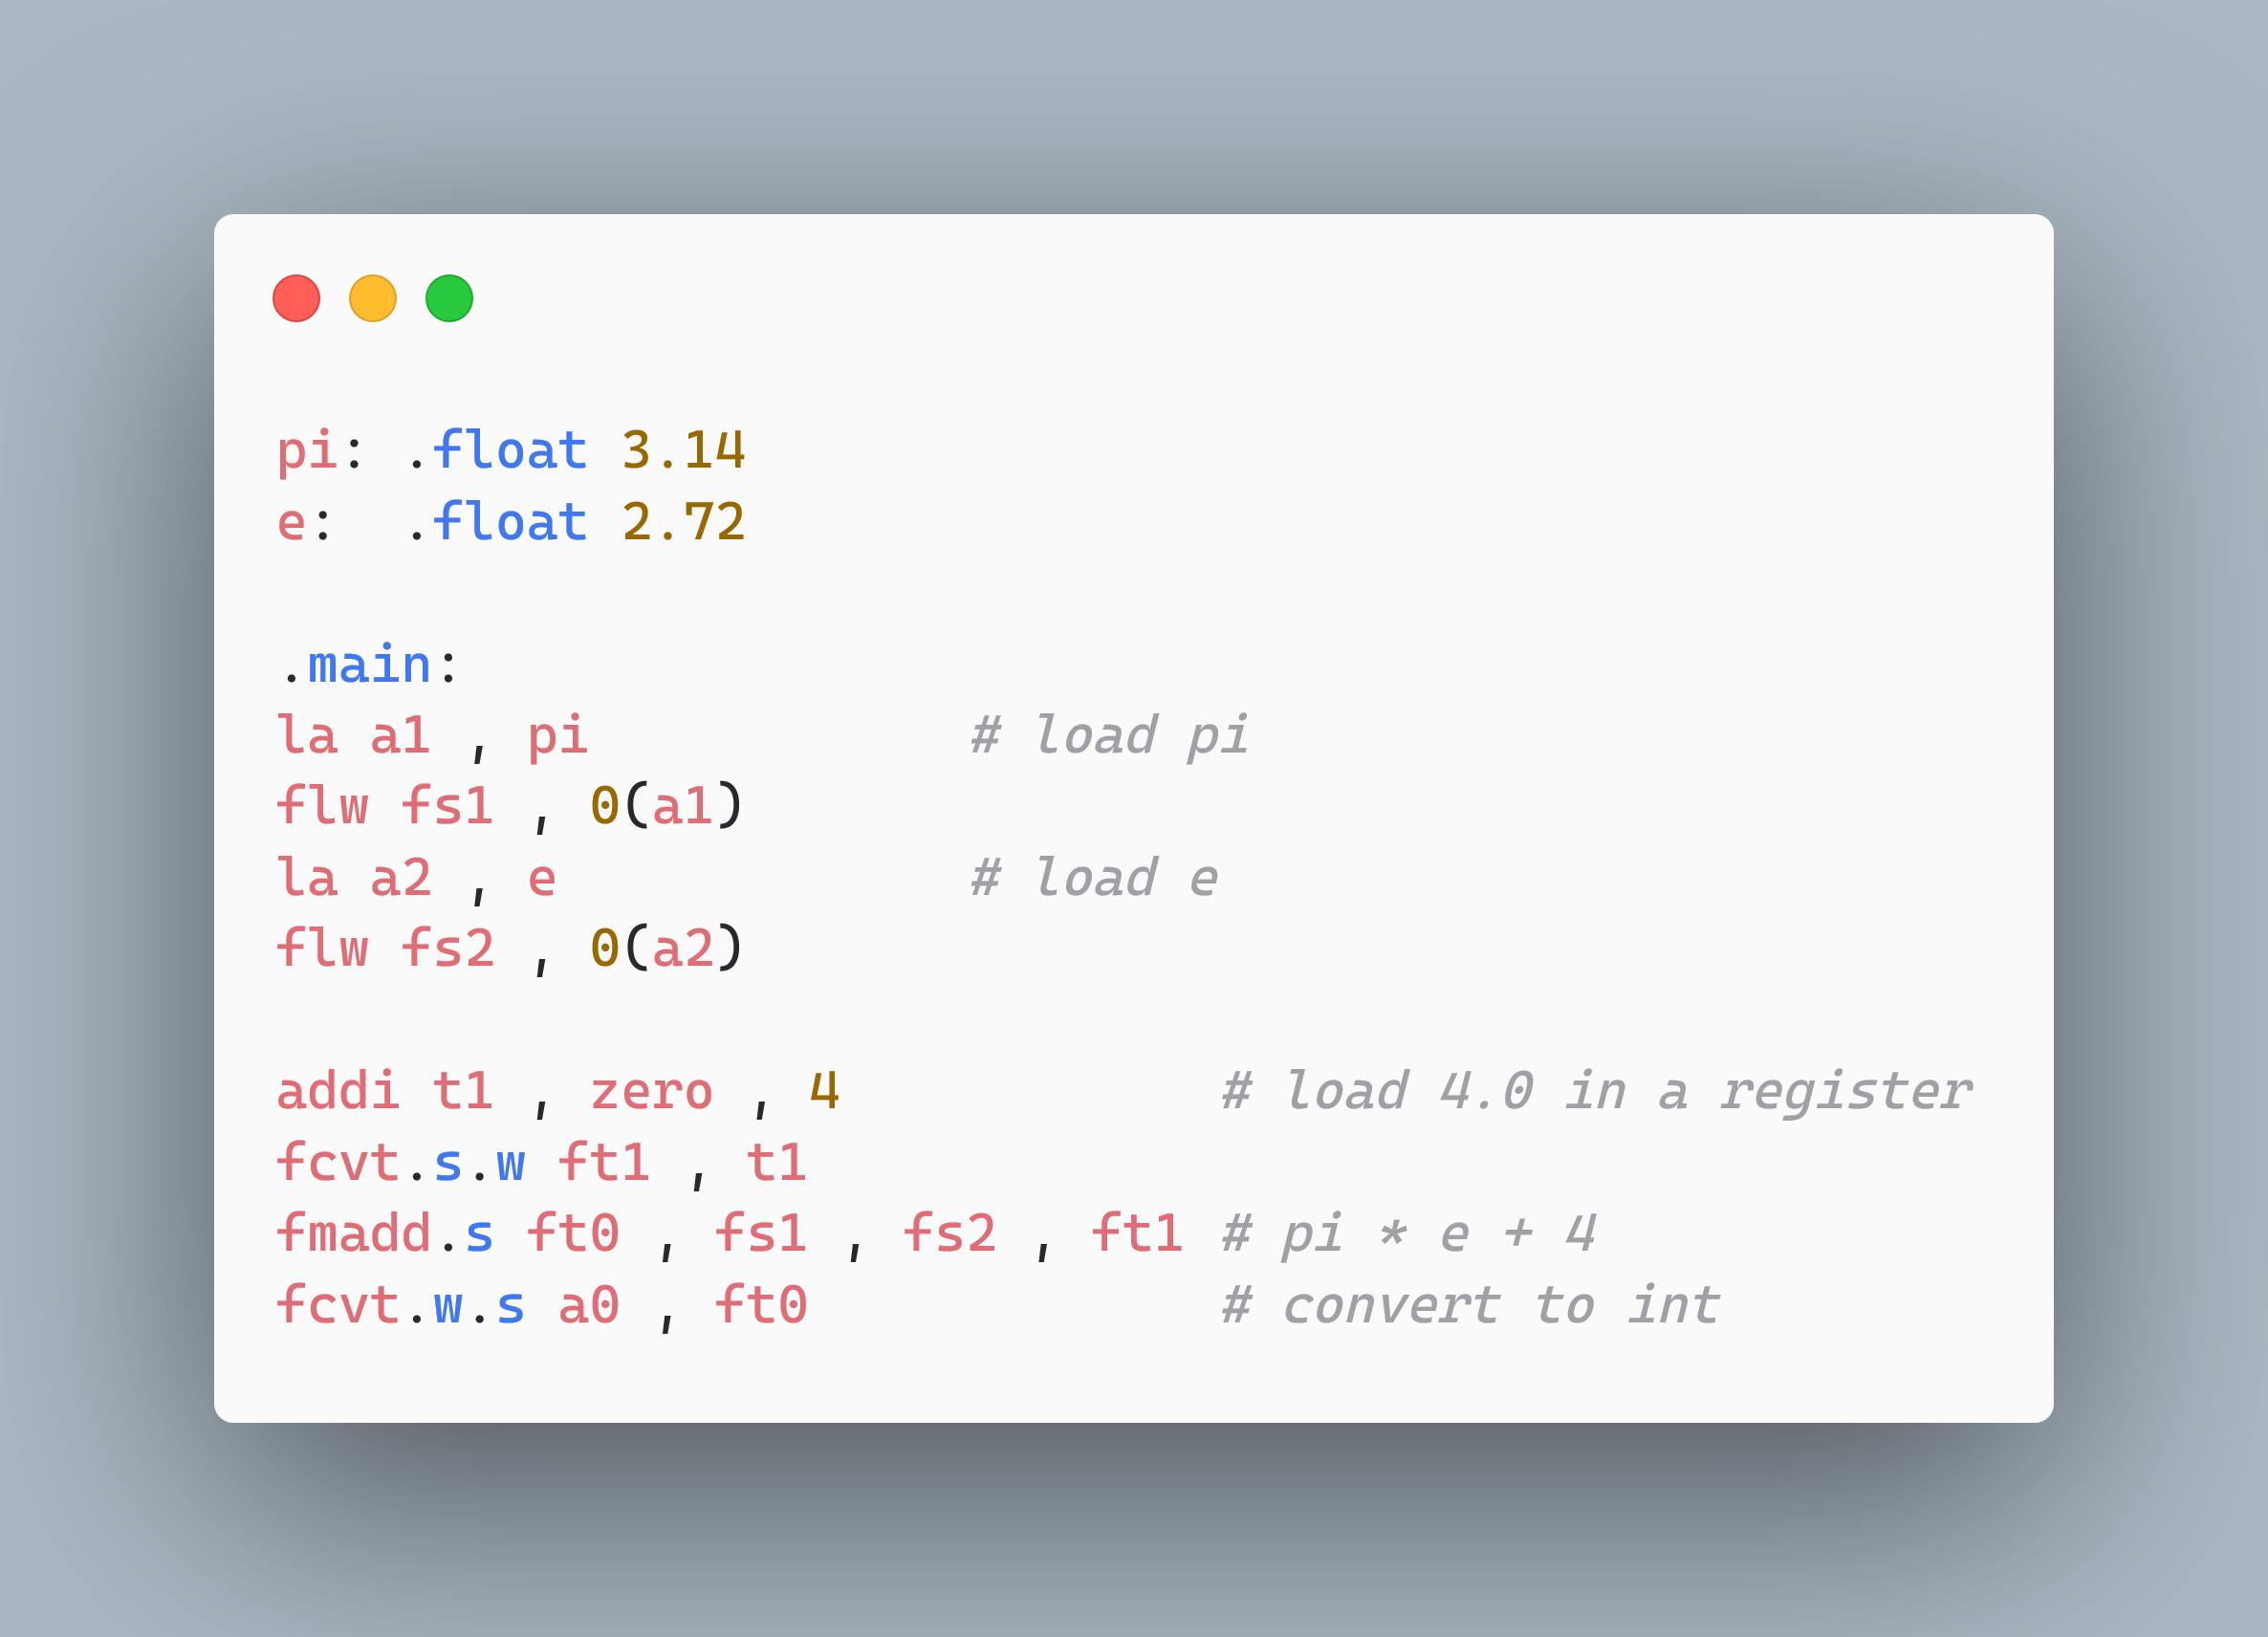 pi: .float 3.14
e:  .float 2.72
.main:
la a1 , pi            # load pi
flw fs1 , 0(a1)
la a2 , e             # load e
flw fs2 , 0(a2)
addi t1 , zero , 4            # load 4.0 in a register
fcvt.s.w ft1 , t1
fmadd.s ft0 , fs1 , fs2 , ft1 # pi * e + 4
fcvt.w.s a0 , ft0             # convert to int